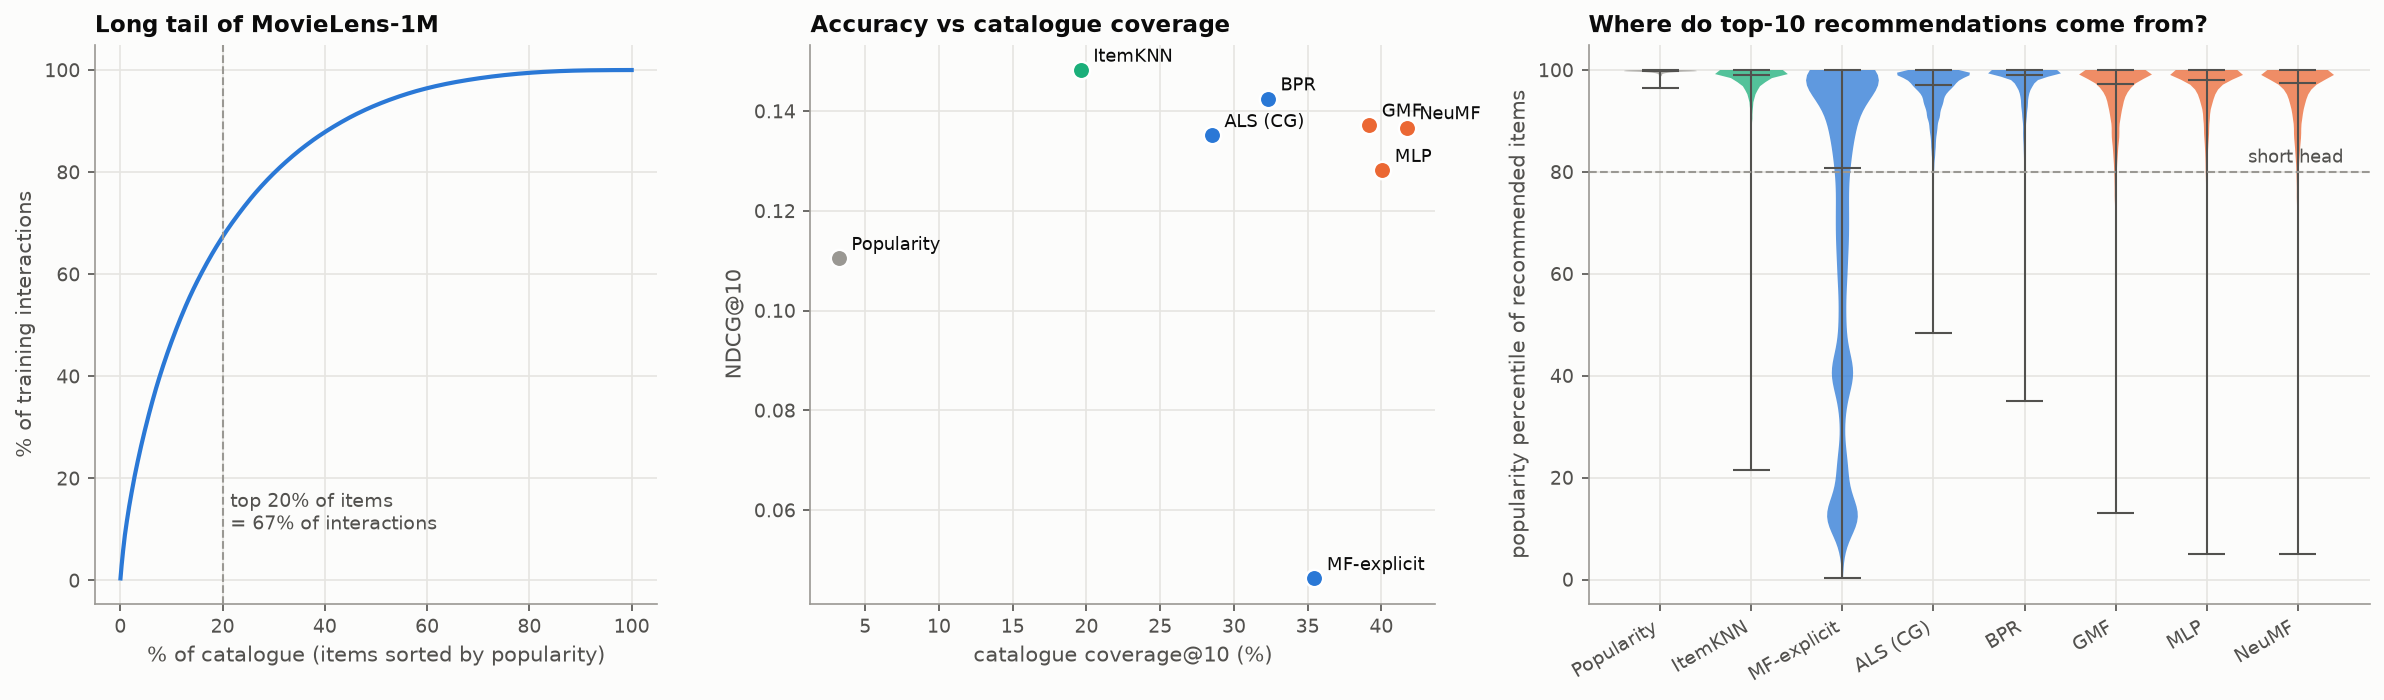 Long tail of MovieLens-1M
100
80
60
40
20
0
% of training interactions
top 20% of items
= 67% of interactions
0 20 40 60 80 100
% of catalogue (items sorted by popularity)
Accuracy vs catalogue coverage
0.14
0.12
0.10
0.08
0.06
NDCG@10
ItemKNN
BPR
ALS (CG)
GMF
NeuMF
MLP
Popularity
MF-explicit
5 10 15 20 25 30 35 40
catalogue coverage@10 (%)
Where do top-10 recommendations come from?
100
80
60
40
20
0
popularity percentile of recommended items
short head
Popularity
ItemKNN
MF-explicit
ALS (CG)
BPR
GMF
MLP
NeuMF